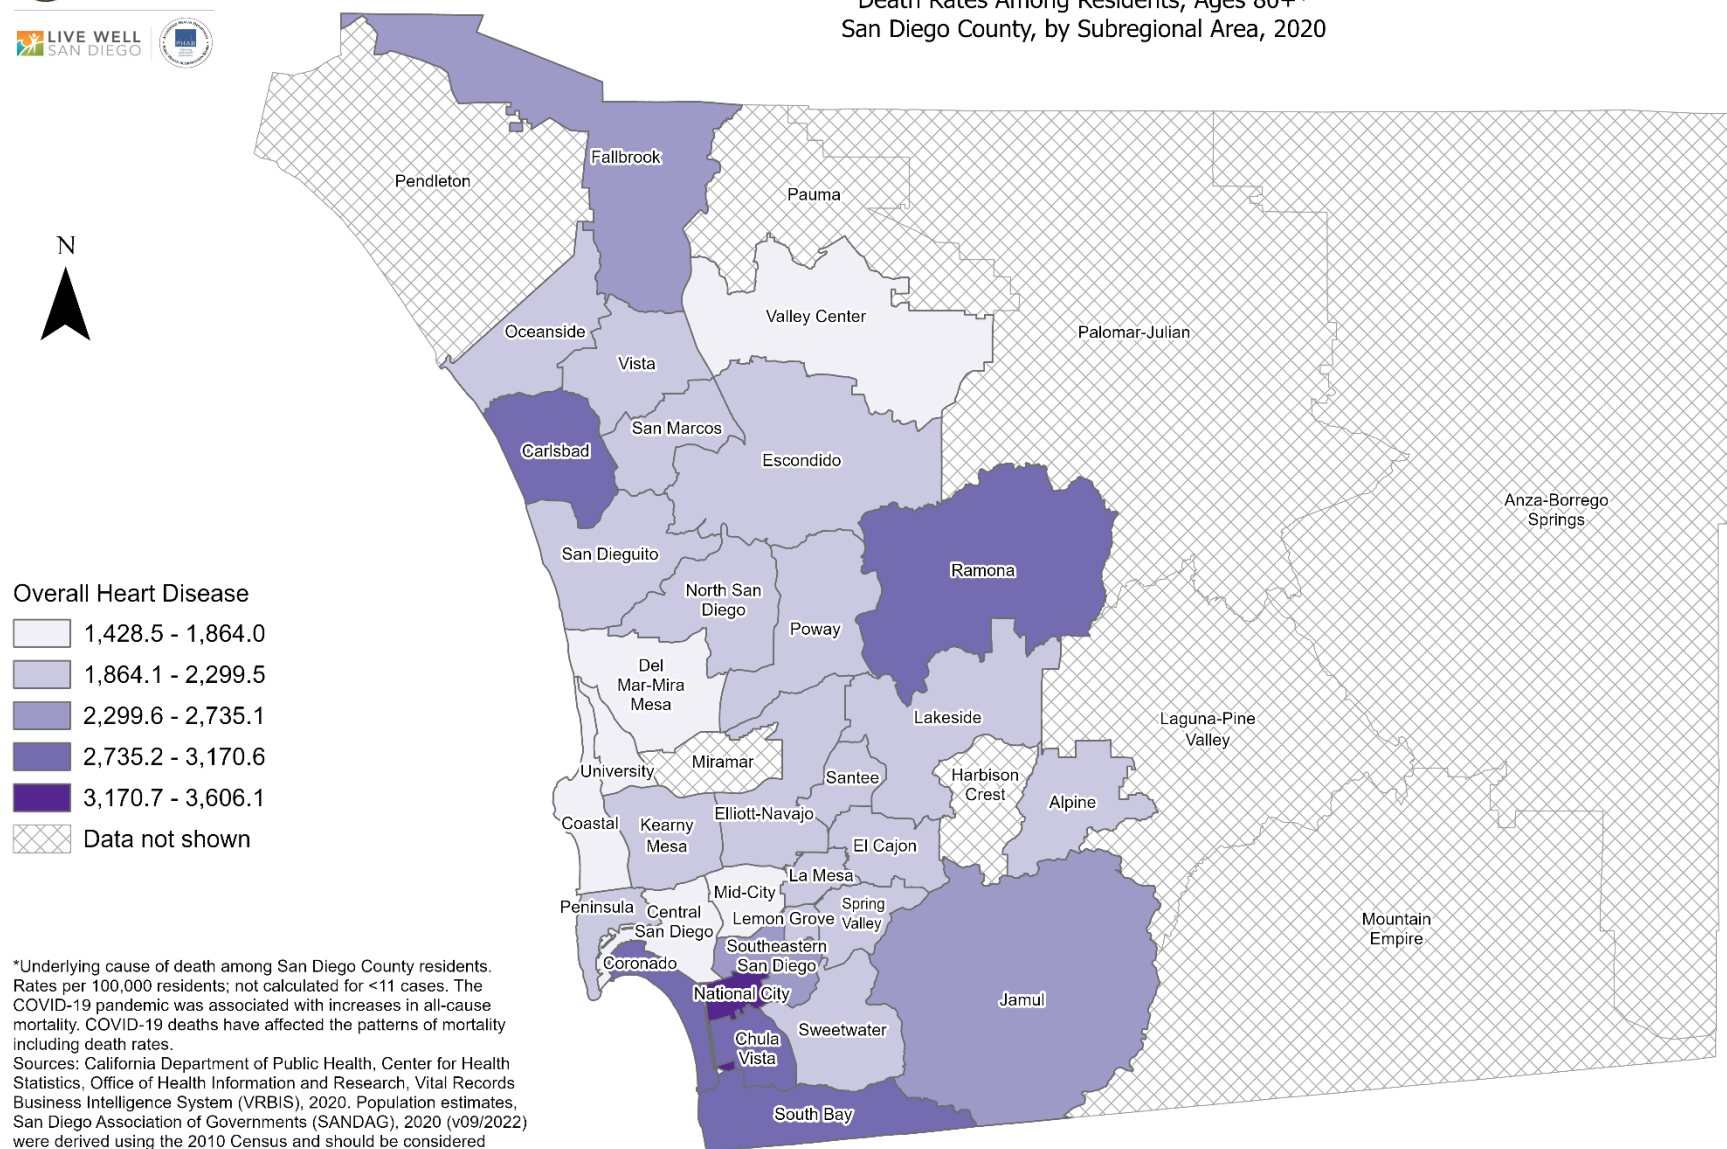 Death Rates Among Residents, Ages 80+*
San Diego County, by Subregional Area, 2020
LIVE WELL
SAN DIEGO
PHAB
N
Fallbrook
Pendleton
Pauma
Valley Center
Oceanside
Palomar-Julian
Vista
San Marcos
Carlsbad
Escondido
Anza-Borrego
Springs
San Dieguito
Ramona
North San
Diego
Poway
Del
Mar-Mira
Mesa
Lakeside
Laguna-Pine
Valley
University
Miramar
Santee
Harbison
Crest
Alpine
Coastal
Kearny
Mesa
Elliott-Navajo
El Cajon
La Mesa
Mid-City
Peninsula
Central
San Diego
Lemon Grove
Spring
Valley
Mountain
Empire
Southeastern
San Diego
Coronado
National City
Jamul
Chula
Vista
Sweetwater
South Bay
Overall Heart Disease
1,428.5 - 1,864.0
1,864.1 - 2,299.5
2,299.6 - 2,735.1
2,735.2 - 3,170.6
3,170.7 - 3,606.1
Data not shown
*Underlying cause of death among San Diego County residents.
Rates per 100,000 residents; not calculated for <11 cases. The
COVID-19 pandemic was associated with increases in all-cause
mortality. COVID-19 deaths have affected the patterns of mortality
including death rates.
Sources: California Department of Public Health, Center for Health
Statistics, Office of Health Information and Research, Vital Records
Business Intelligence System (VRBIS), 2020. Population estimates,
San Diego Association of Governments (SANDAG), 2020 (v09/2022)
were derived using the 2010 Census and should be considered